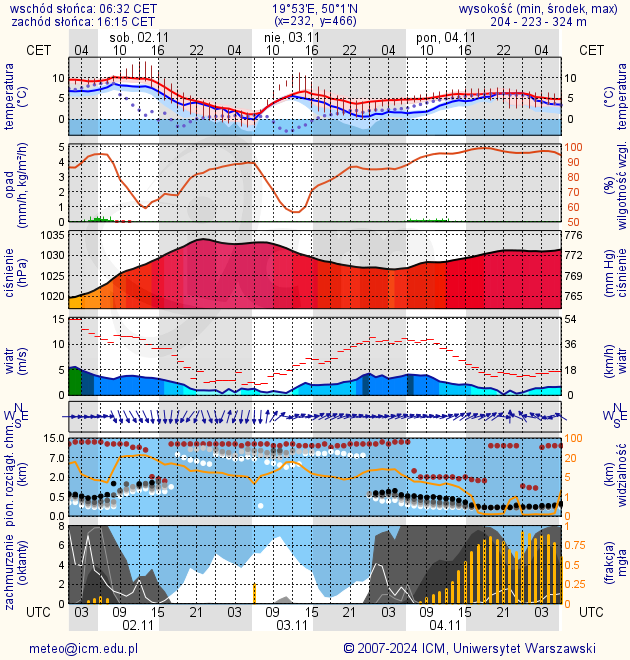 wschód słońca: 06:32 CET 19°53'E, 50°1'N wysokość (min, środek, max)
zachód słońca: 16:15 CET (x=232, y=466) 204 - 223 - 324 m
sob, 02.11 nie, 03.11 pon, 04.11
CET 04 10 16 22 04 10 16 22 04 10 16 22 04 CET
temperatura (°C) 10 5 0 10 5 0 (°C) temperatura
opad (mm/h, kg/m²/h) 5 4 3 2 1 0 100 90 80 70 60 50 (%) wilgotność wzgl.
ciśnienie (hPa) 1035 1030 1025 1020 776 772 769 765 (mm Hg) ciśnienie
wiatr (m/s) 15 10 5 0 54 36 18 0 (km/h) wiatr
N W E S N W E S
pion. rozciągł. chm. (km) 15.0 7.0 2.0 0.5 0.0 100 20 5 1 0 (km) widzialność
zachmurzenie (oktanty) 8 6 4 2 0 1 0.75 0.5 0.25 0 (frakcja) mgła
UTC 03 09 15 21 03 09 15 21 03 09 15 21 03 UTC
02.11 03.11 04.11
meteo@icm.edu.pl © 2007-2024 ICM, Uniwersytet Warszawski